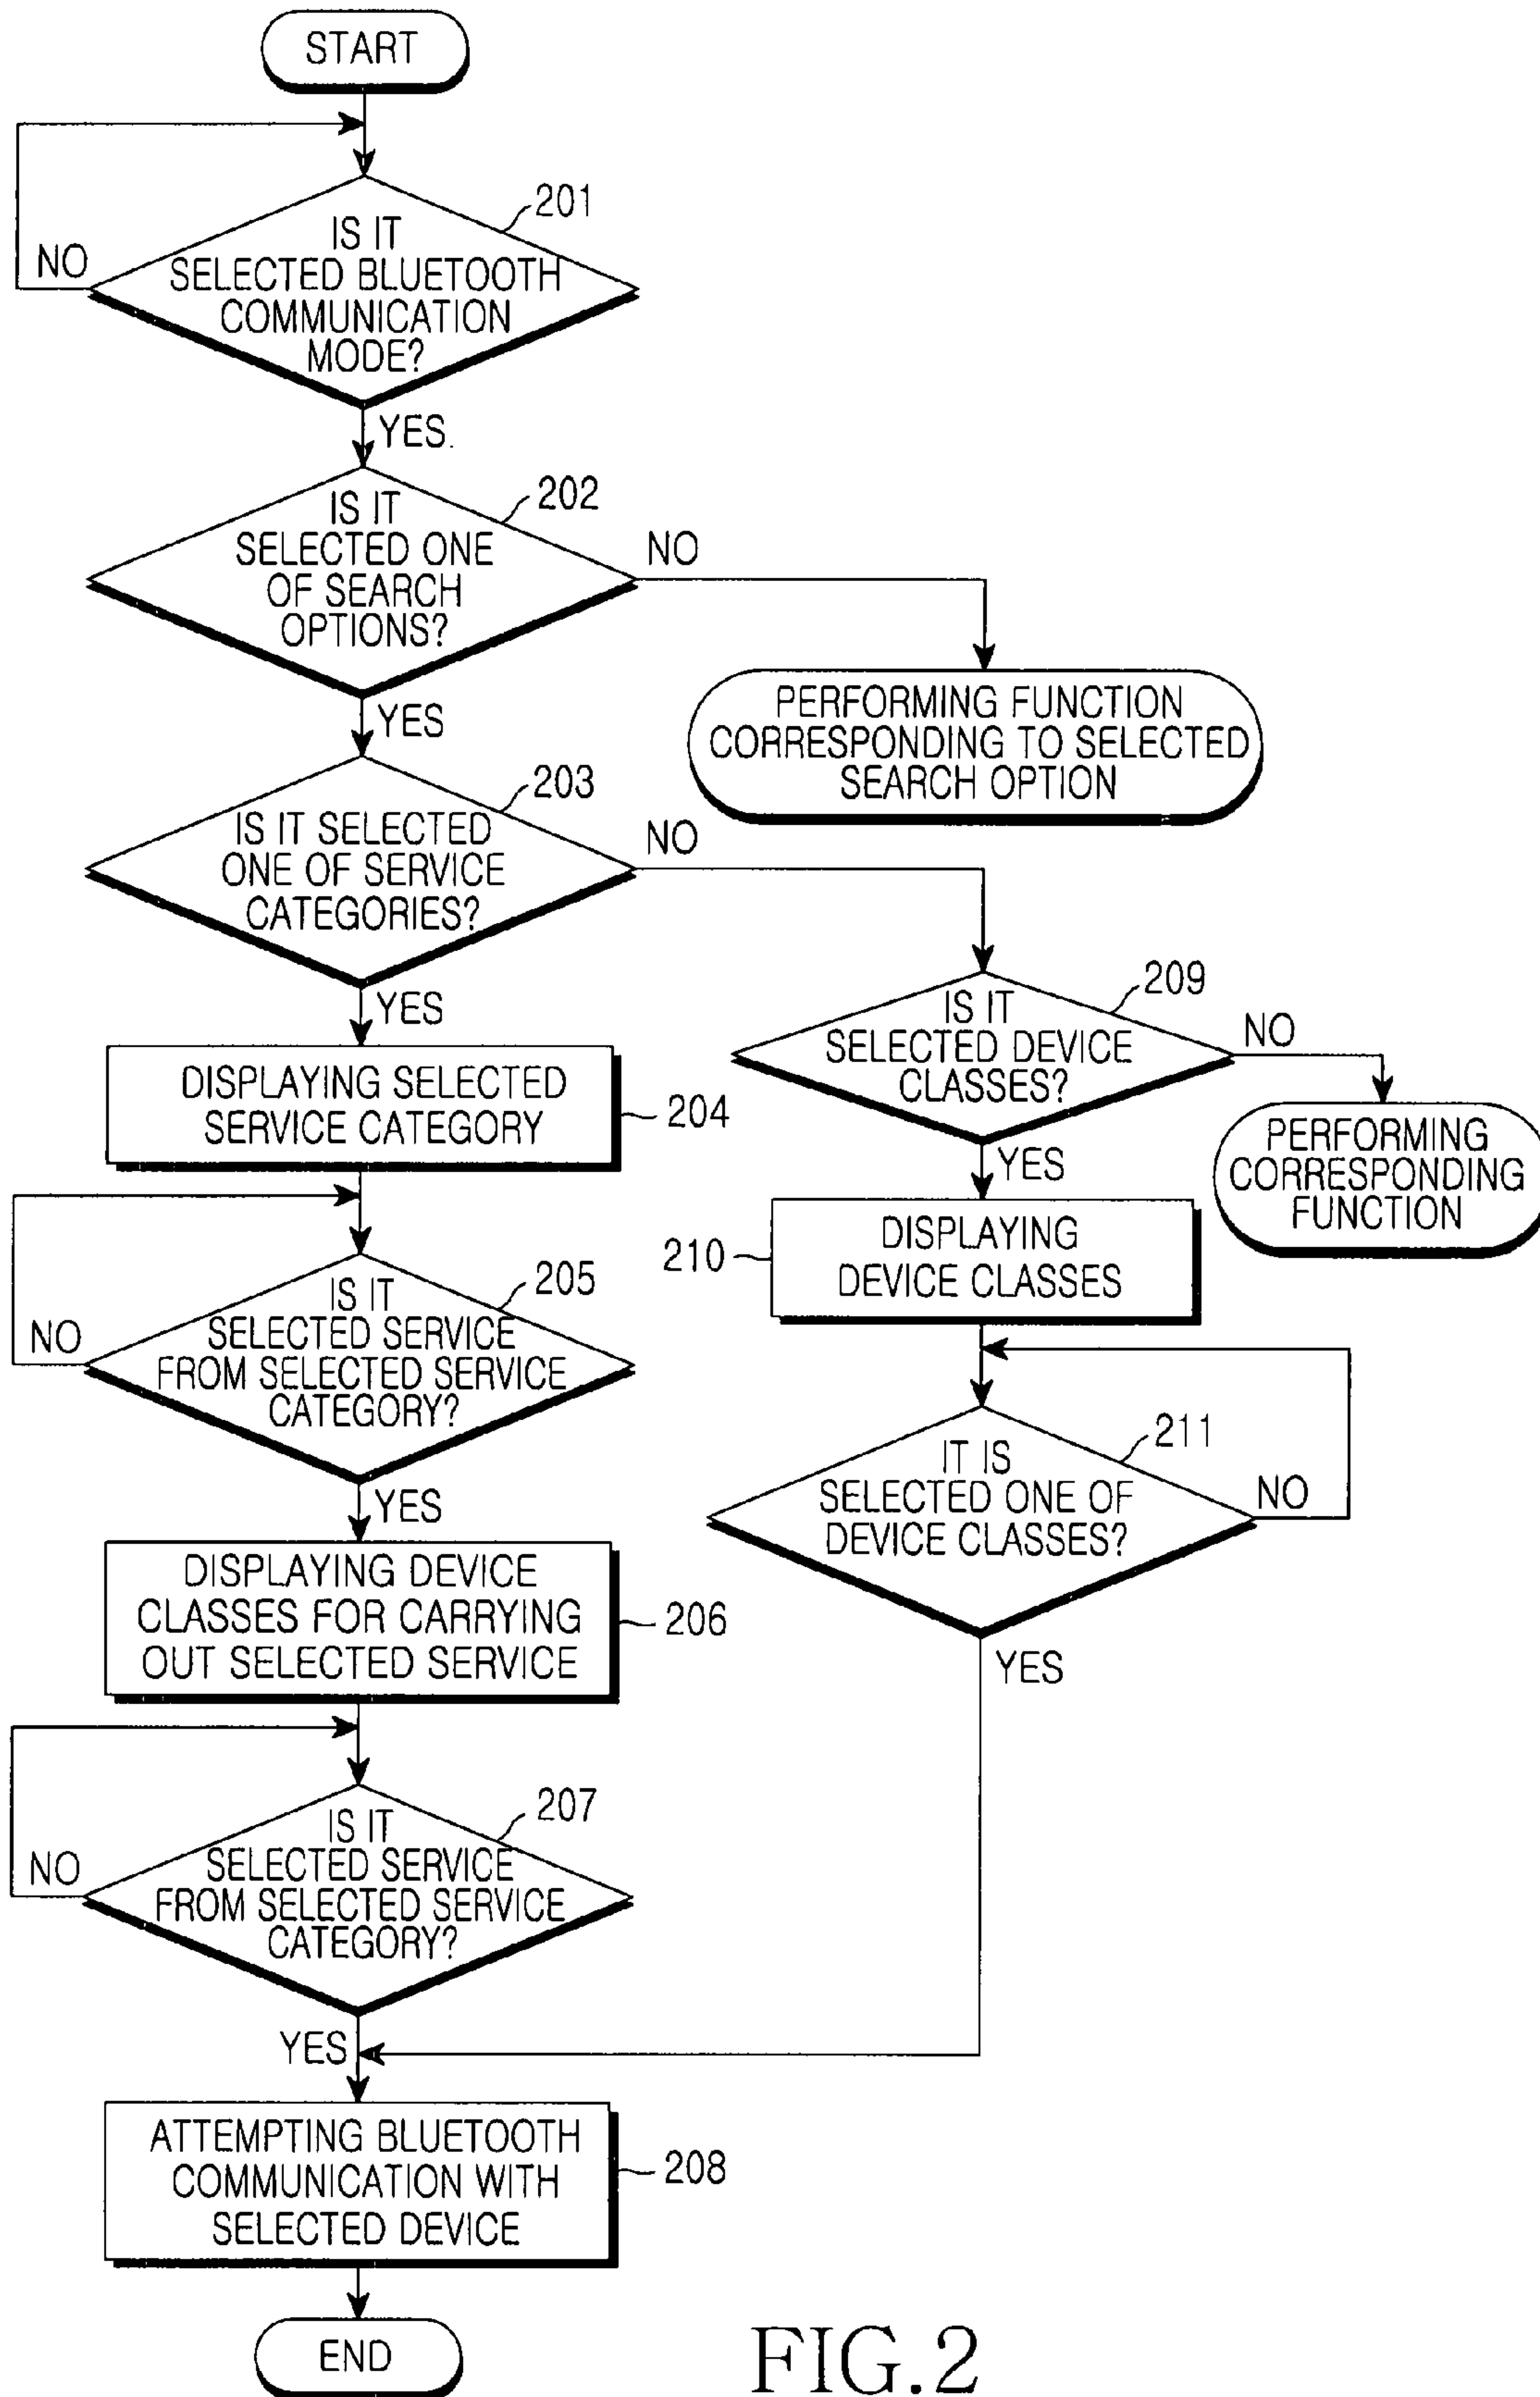 START
201
IS IT
SELECTED BLUETOOTH
COMMUNICATION
MODE?
NO
YES.
202
IS IT
SELECTED ONE
OF SEARCH
OPTIONS?
NO
YES
PERFORMING FUNCTION
CORRESPONDING TO SELECTED
SEARCH OPTION
203
IS IT SELECTED
ONE OF SERVICE
CATEGORIES?
NO
YES
209
IS IT
SELECTED DEVICE
CLASSES?
NO
YES
PERFORMING
CORRESPONDING
FUNCTION
DISPLAYING SELECTED
SERVICE CATEGORY
204
DISPLAYING
DEVICE CLASSES
210
205
IS IT
SELECTED SERVICE
FROM SELECTED SERVICE
CATEGORY?
NO
YES
211
IT IS
SELECTED ONE OF
DEVICE CLASSES?
NO
YES
DISPLAYING DEVICE
CLASSES FOR CARRYING
OUT SELECTED SERVICE
206
207
IS IT
SELECTED SERVICE
FROM SELECTED SERVICE
CATEGORY?
NO
YES
ATTEMPTING BLUETOOTH
COMMUNICATION WITH
SELECTED DEVICE
208
END
FIG.2